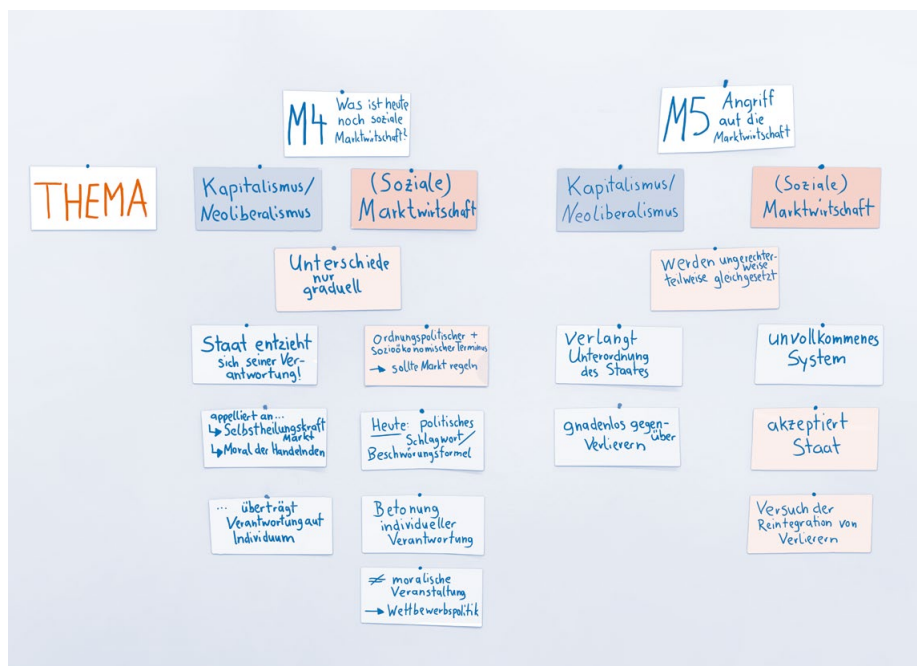 M4 Was ist heute
noch soziale
Marktwirtschaft?
M5 Angriff
auf die
Marktwirtschaft
THEMA
Kapitalismus/
Neoliberalismus
(Soziale)
Marktwirtschaft
Kapitalismus/
Neoliberalismus
(Soziale)
Marktwirtschaft
Unterschiede
nur
graduell
Werden ungerechter-
weise
teilweise gleichgesetzt
Staat entzieht
sich seiner Ver-
antwortung!
Ordnungspolitischer +
Sozioökonomischer Terminus
→ sollte Markt regeln
verlangt
Unterordnung
des Staates
unvollkommenes
System
appelliert an...
↳ Selbstheilungskraft
Markt
↳ Moral der Handelnden
Heute: politisches
Schlagwort/
Beschwörungsformel
gnadenlos gegen-
über
Verlierern
akzeptiert
Staat
... überträgt
Verantwortung auf
Individuum
Betonung
individueller
Verantwortung
Versuch der
Reintegration von
Verlierern
≠ moralische
Veranstaltung
→ Wettbewerbspolitik